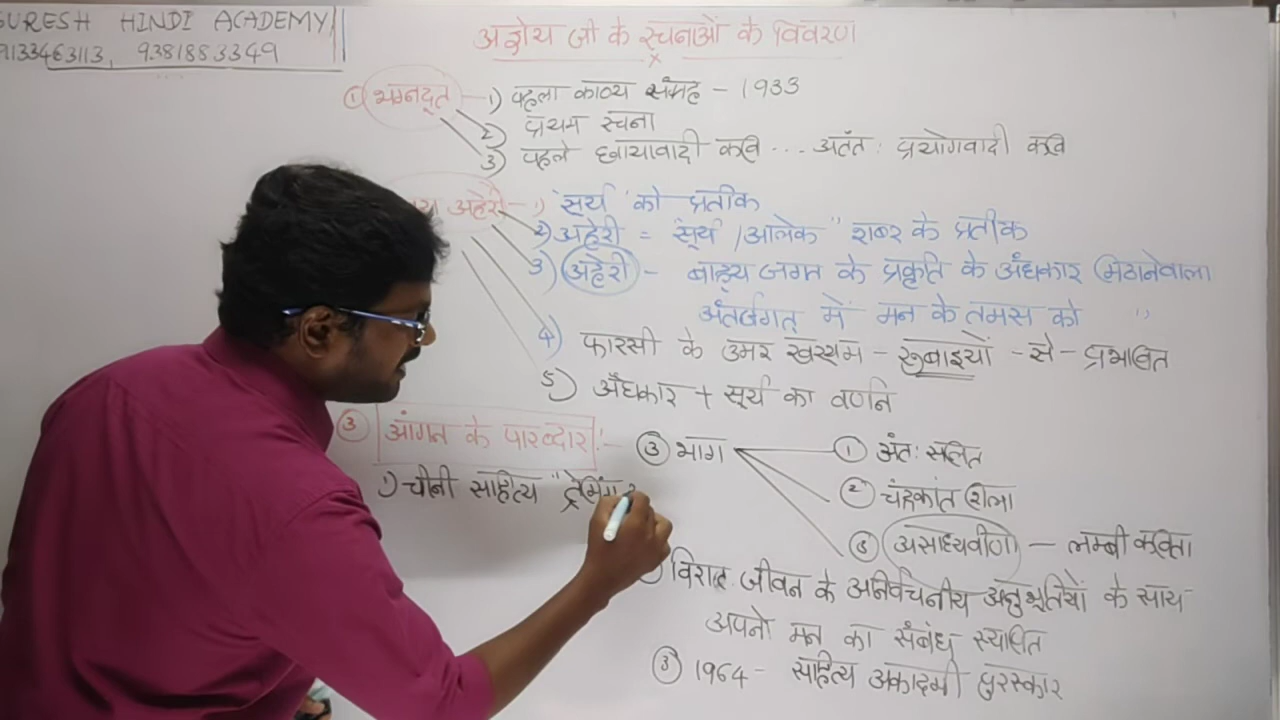 SURESH HINDI ACADEMY
9133463113, 9381883349
अज्ञेय जी के रचनाओं के विवरण
① भग्नदूत - 1) पहला काव्य संग्रह - 1933
2) प्रथम रचना
3) पहले छायावादी कवि ... अतंत: प्रयोगवादी कवि
अहेरी - 1) "सूर्य" को प्रतीक
2) अहेरी = "सूर्य / आलोक" शब्द के प्रतीक
3) अहेरी - बाह्य जगत के प्रकृति के अंधकार मिठानेवाला
अंतर्जगत् में मन के तमस को "
4) फारसी के उमर खय्यम - रुबाइयों - से - प्रभावित
5) अँधकार + सूर्य का वर्णन
③ आंगन के पारद्वार :- ③ भाग ① अंत: सलित
1) चीनी साहित्य " ② चंद्रकांत शिला
③ असाध्यवीणा - लम्बी कविता
विराट जीवन के अनिर्वचनीय अनुभूतियों के साथ
अपनो मन का संबंध स्थापित
③ 1964 - साहित्य अकादमी पुरस्कार